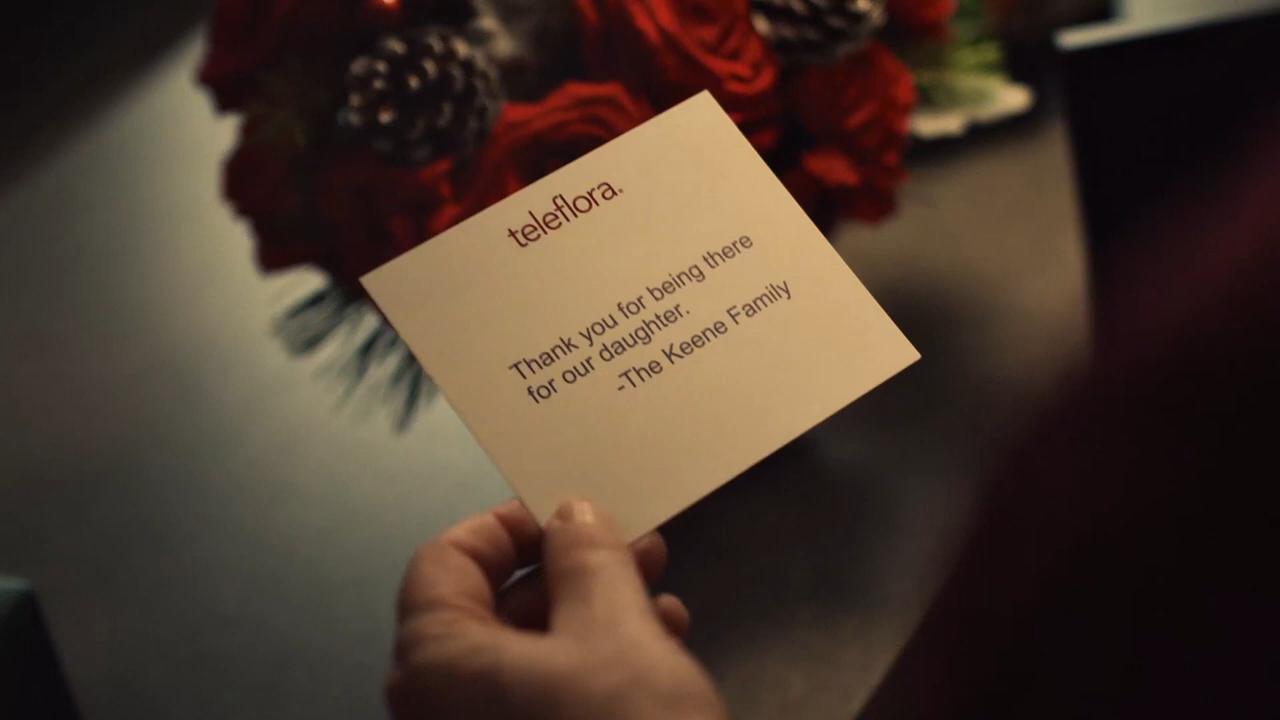 teleflora.
Thank you for being there
for our daughter.
-The Keene Family